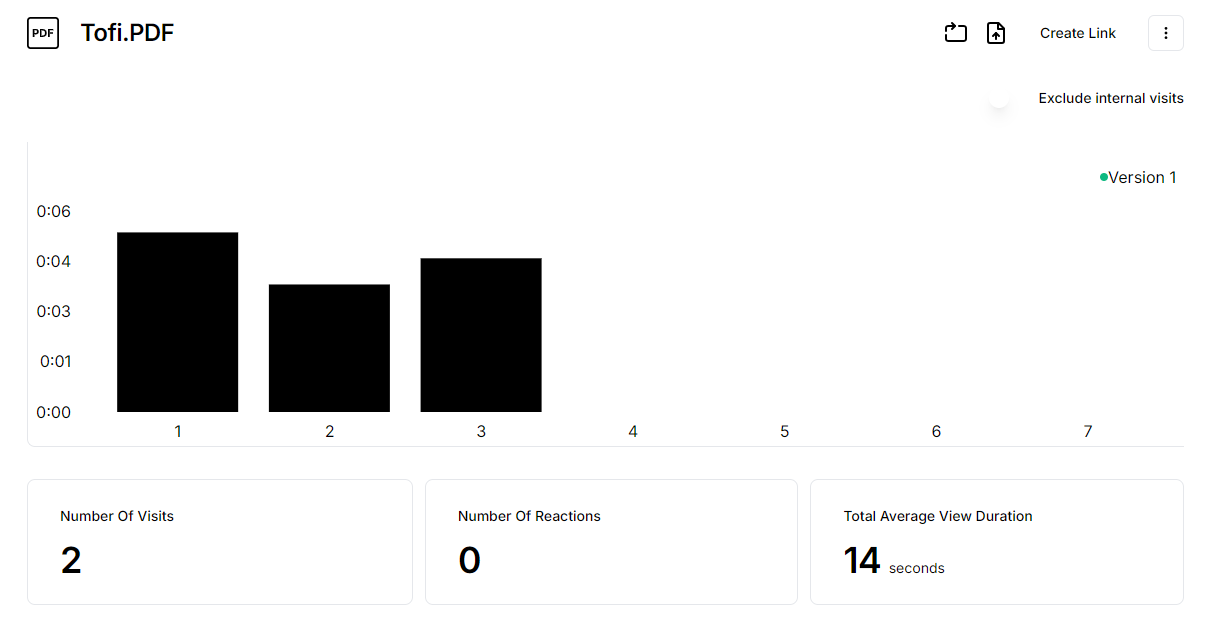 PDF Tofi.PDF Create Link
Exclude internal visits
Version 1
0:06
0:04
0:03
0:01
0:00
1 2 3 4 5 6 7
Number Of Visits
2
Number Of Reactions
0
Total Average View Duration
14 seconds